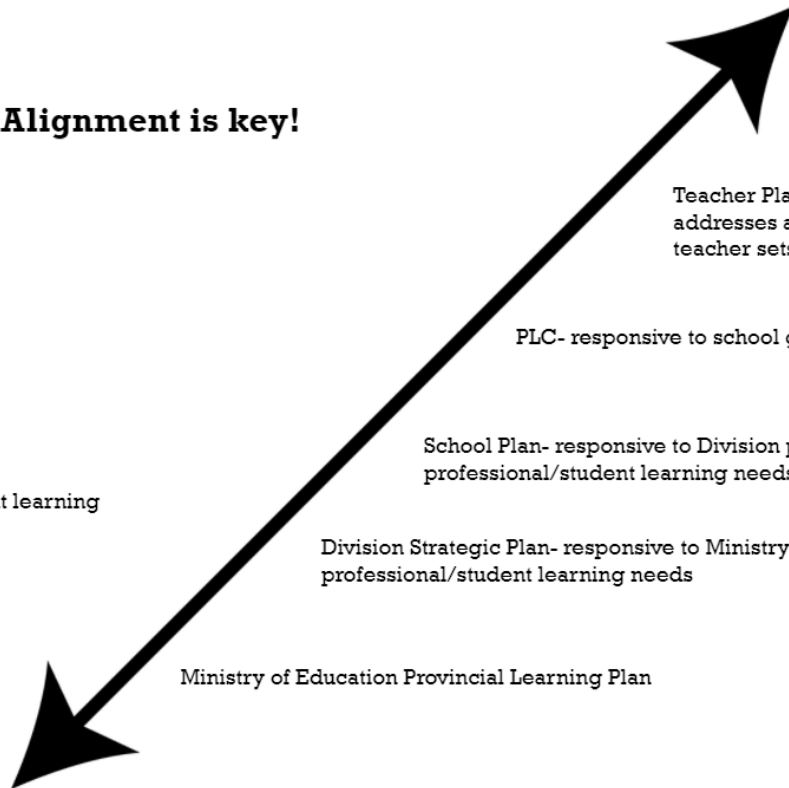 Alignment is key!
Teacher
addresses
teacher sets
PLC- responsive to school
School Plan- responsive to Division
professional/student learning needs
learning
Division Strategic Plan- responsive to Ministry
professional/student learning needs
Ministry of Education Provincial Learning Plan